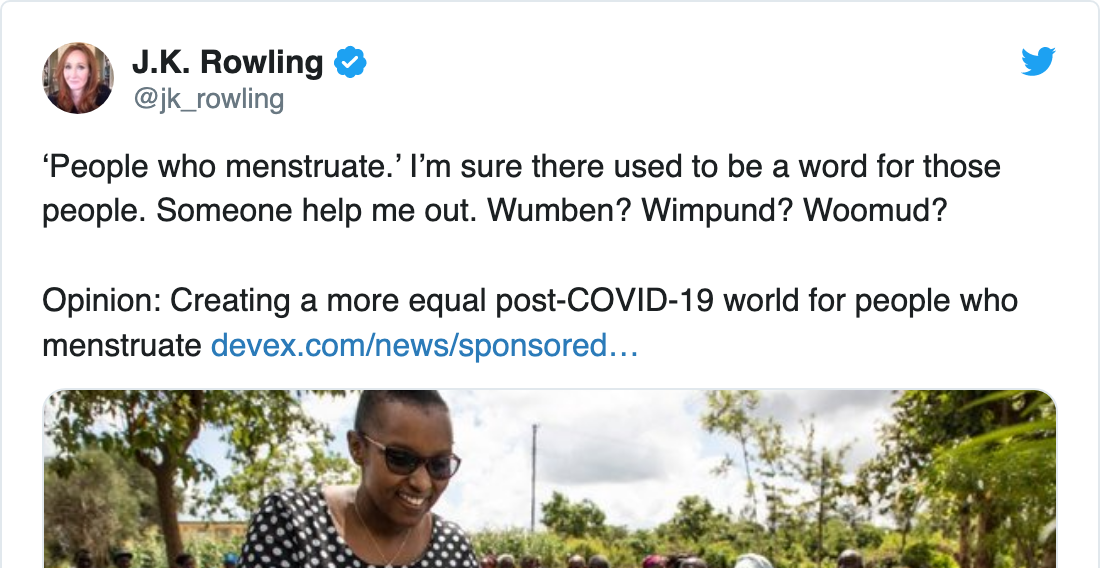 J.K. Rowling
@jk_rowling
‘People who menstruate.’ I’m sure there used to be a word for those
people. Someone help me out. Wumben? Wimpund? Woomud?
Opinion: Creating a more equal post-COVID-19 world for people who
menstruate devex.com/news/sponsored…